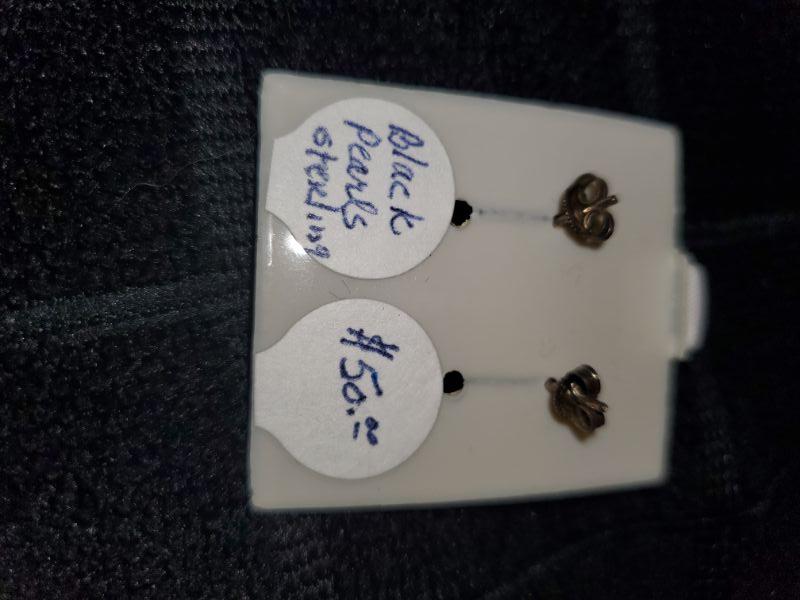 Black
Pearls
sterling
$50.00